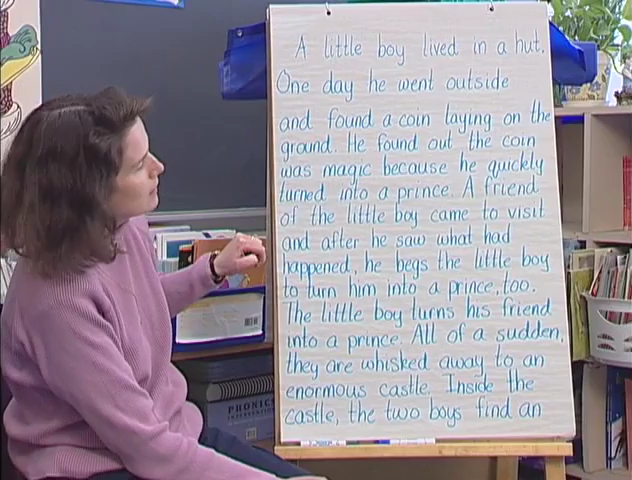 A little boy lived in a hut.
One day he went outside
and found a coin laying on the
ground. He found out the coin
was magic because he quickly
turned into a prince. A friend
of the little boy came to visit
and after he saw what had
happened, he begs the little boy
to turn him into a prince, too.
The little boy turns his friend
into a prince. All of a sudden,
they are whisked away to an
enormous castle. Inside the
castle, the two boys find an
PHONICS